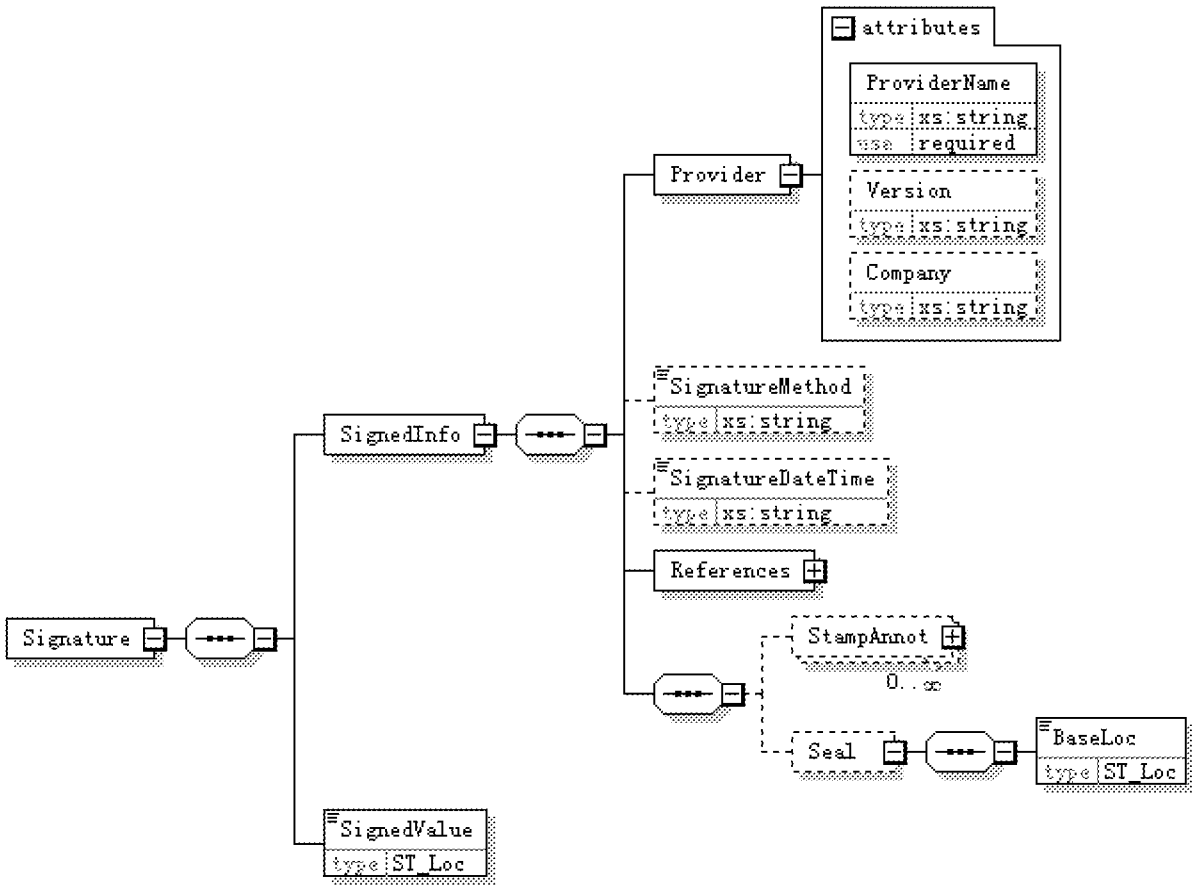 attributes
ProviderName
type xs:string
use required
Provider
Version
type xs:string
Company
type xs:string
SignatureMethod
type xs:string
SignedInfo
SignatureDateTime
type xs:string
References
Signature
StampAnnot
0..∞
Seal
BaseLoc
type ST_Loc
SignedValue
type ST_Loc